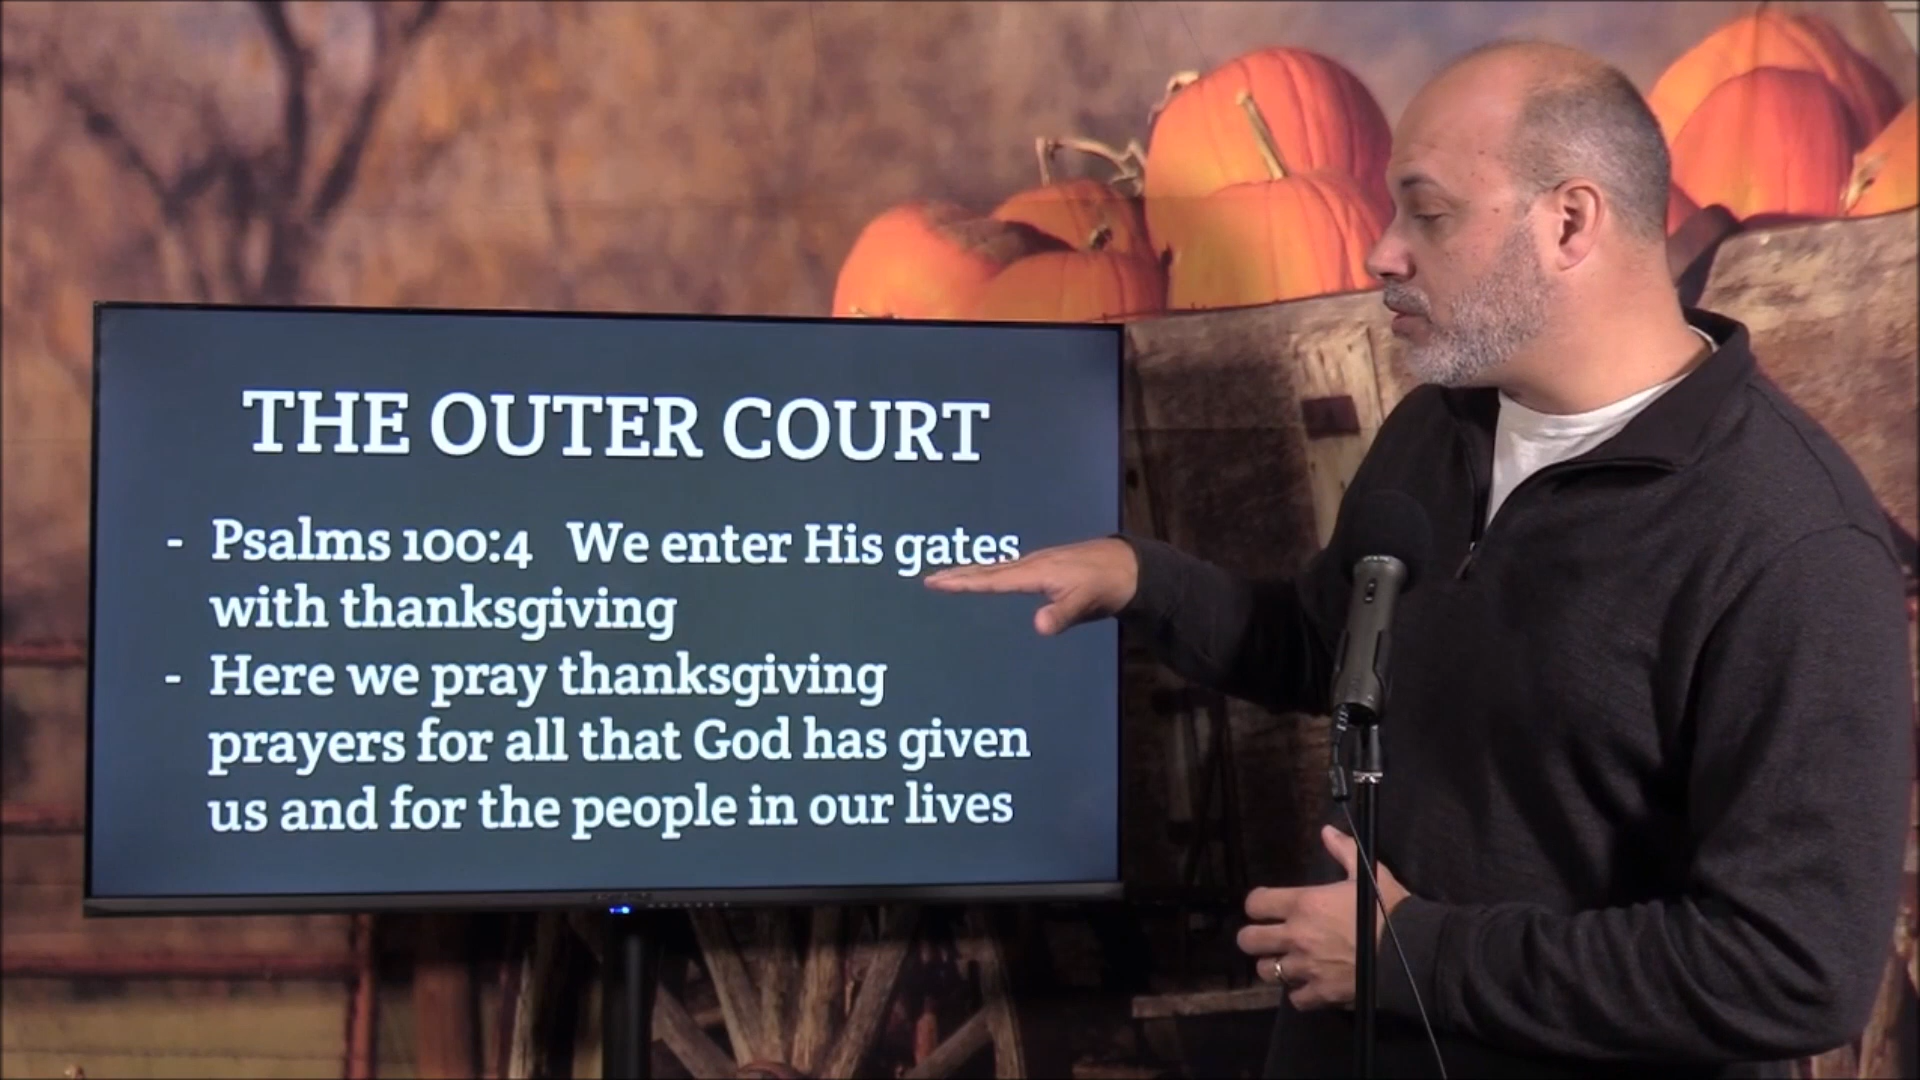 THE OUTER COURT
- Psalms 100:4 We enter His gates
with thanksgiving
- Here we pray thanksgiving
prayers for all that God has given
us and for the people in our lives